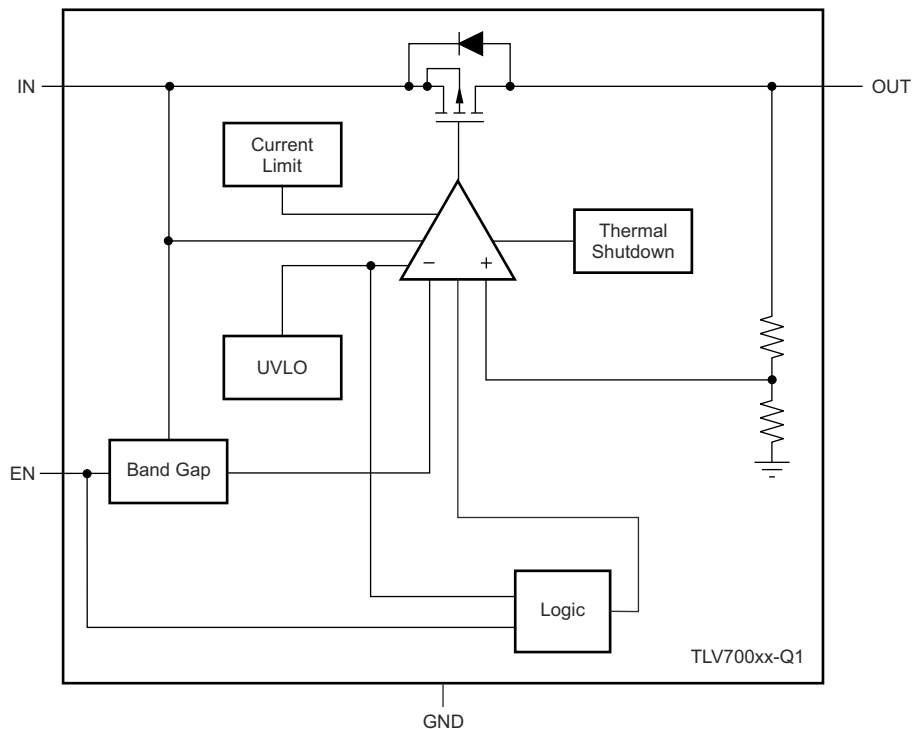 IN
OUT
Current
Limit
Thermal
Shutdown
−
+
UVLO
EN
Band Gap
Logic
TLV700xx-Q1
GND